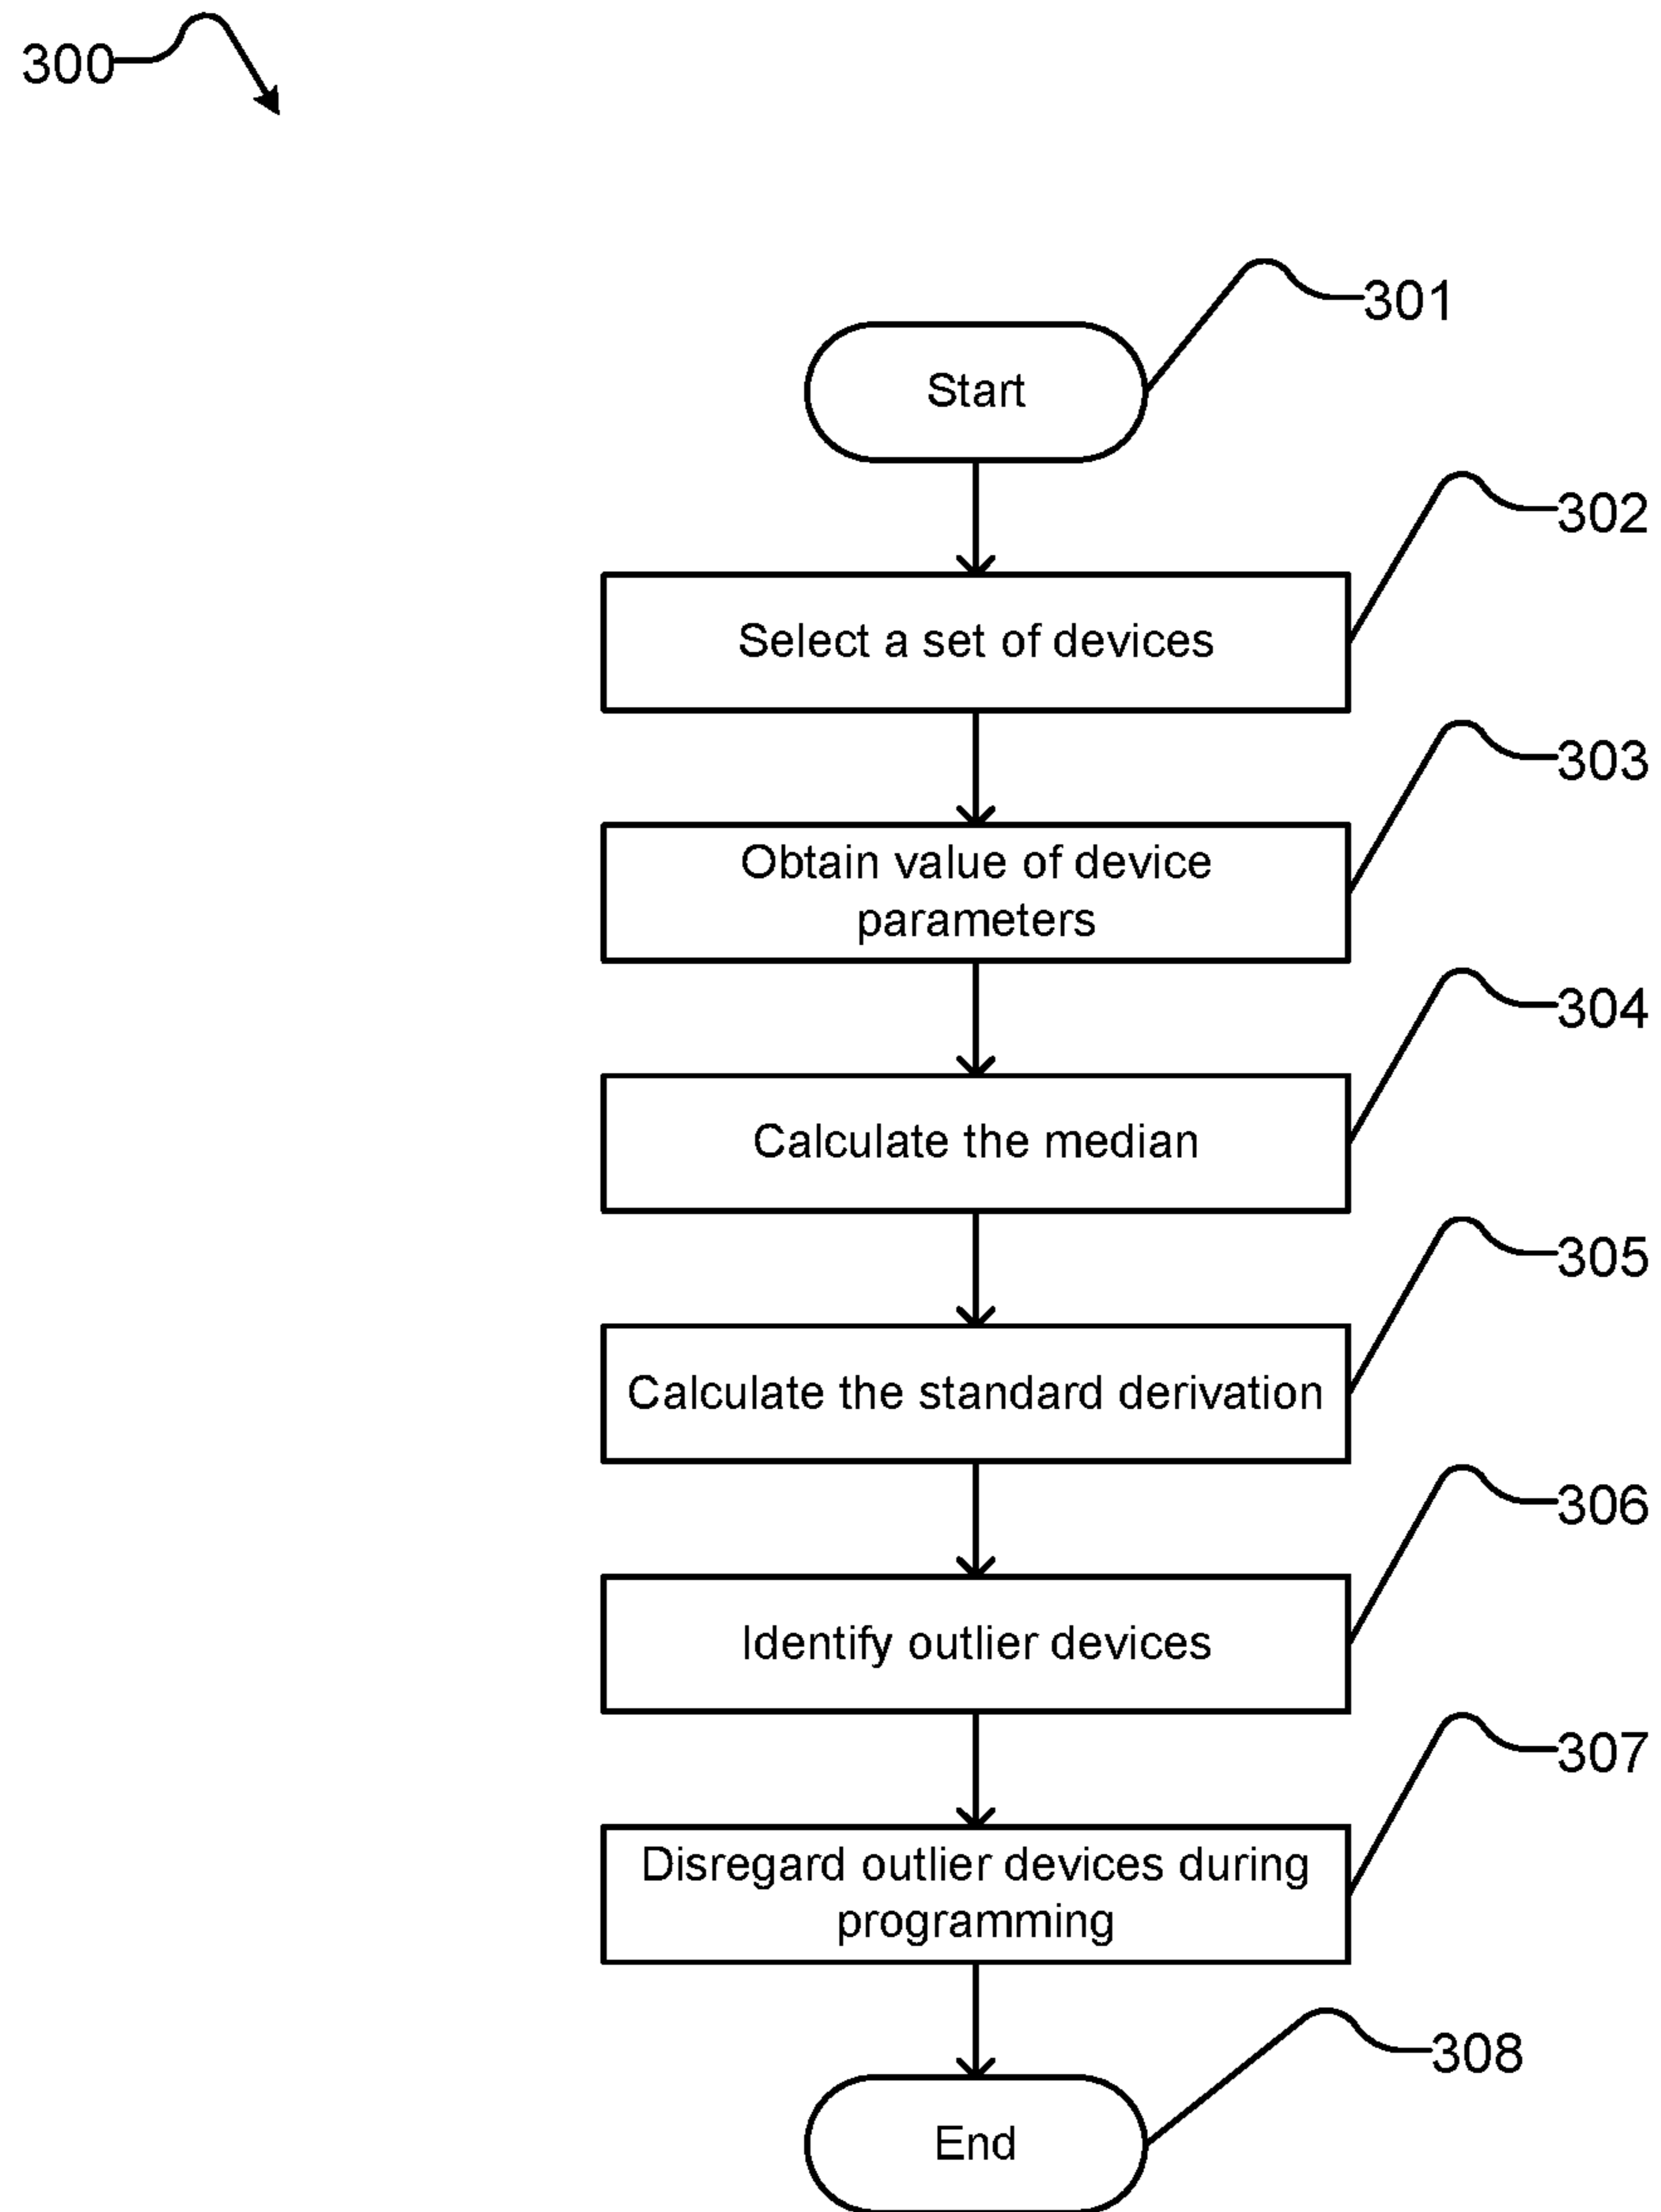 300
301
Start
302
Select a set of devices
303
Obtain value of device
parameters
304
Calculate the median
305
Calculate the standard derivation
306
Identify outlier devices
307
Disregard outlier devices during
programming
308
End